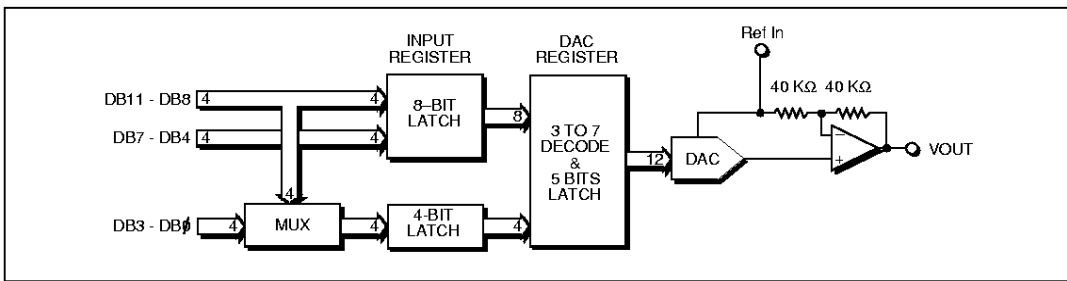 Ref In
INPUT
REGISTER
DAC
REGISTER
40 KΩ 40 KΩ
DB11 - DB8
4
4
8–BIT
LATCH
8
DB7 - DB4
4
4
3 TO 7
DECODE
&
5 BITS
LATCH
12
DAC
–
+
VOUT
4
DB3 - DB0
4
MUX
4
4-BIT
LATCH
4